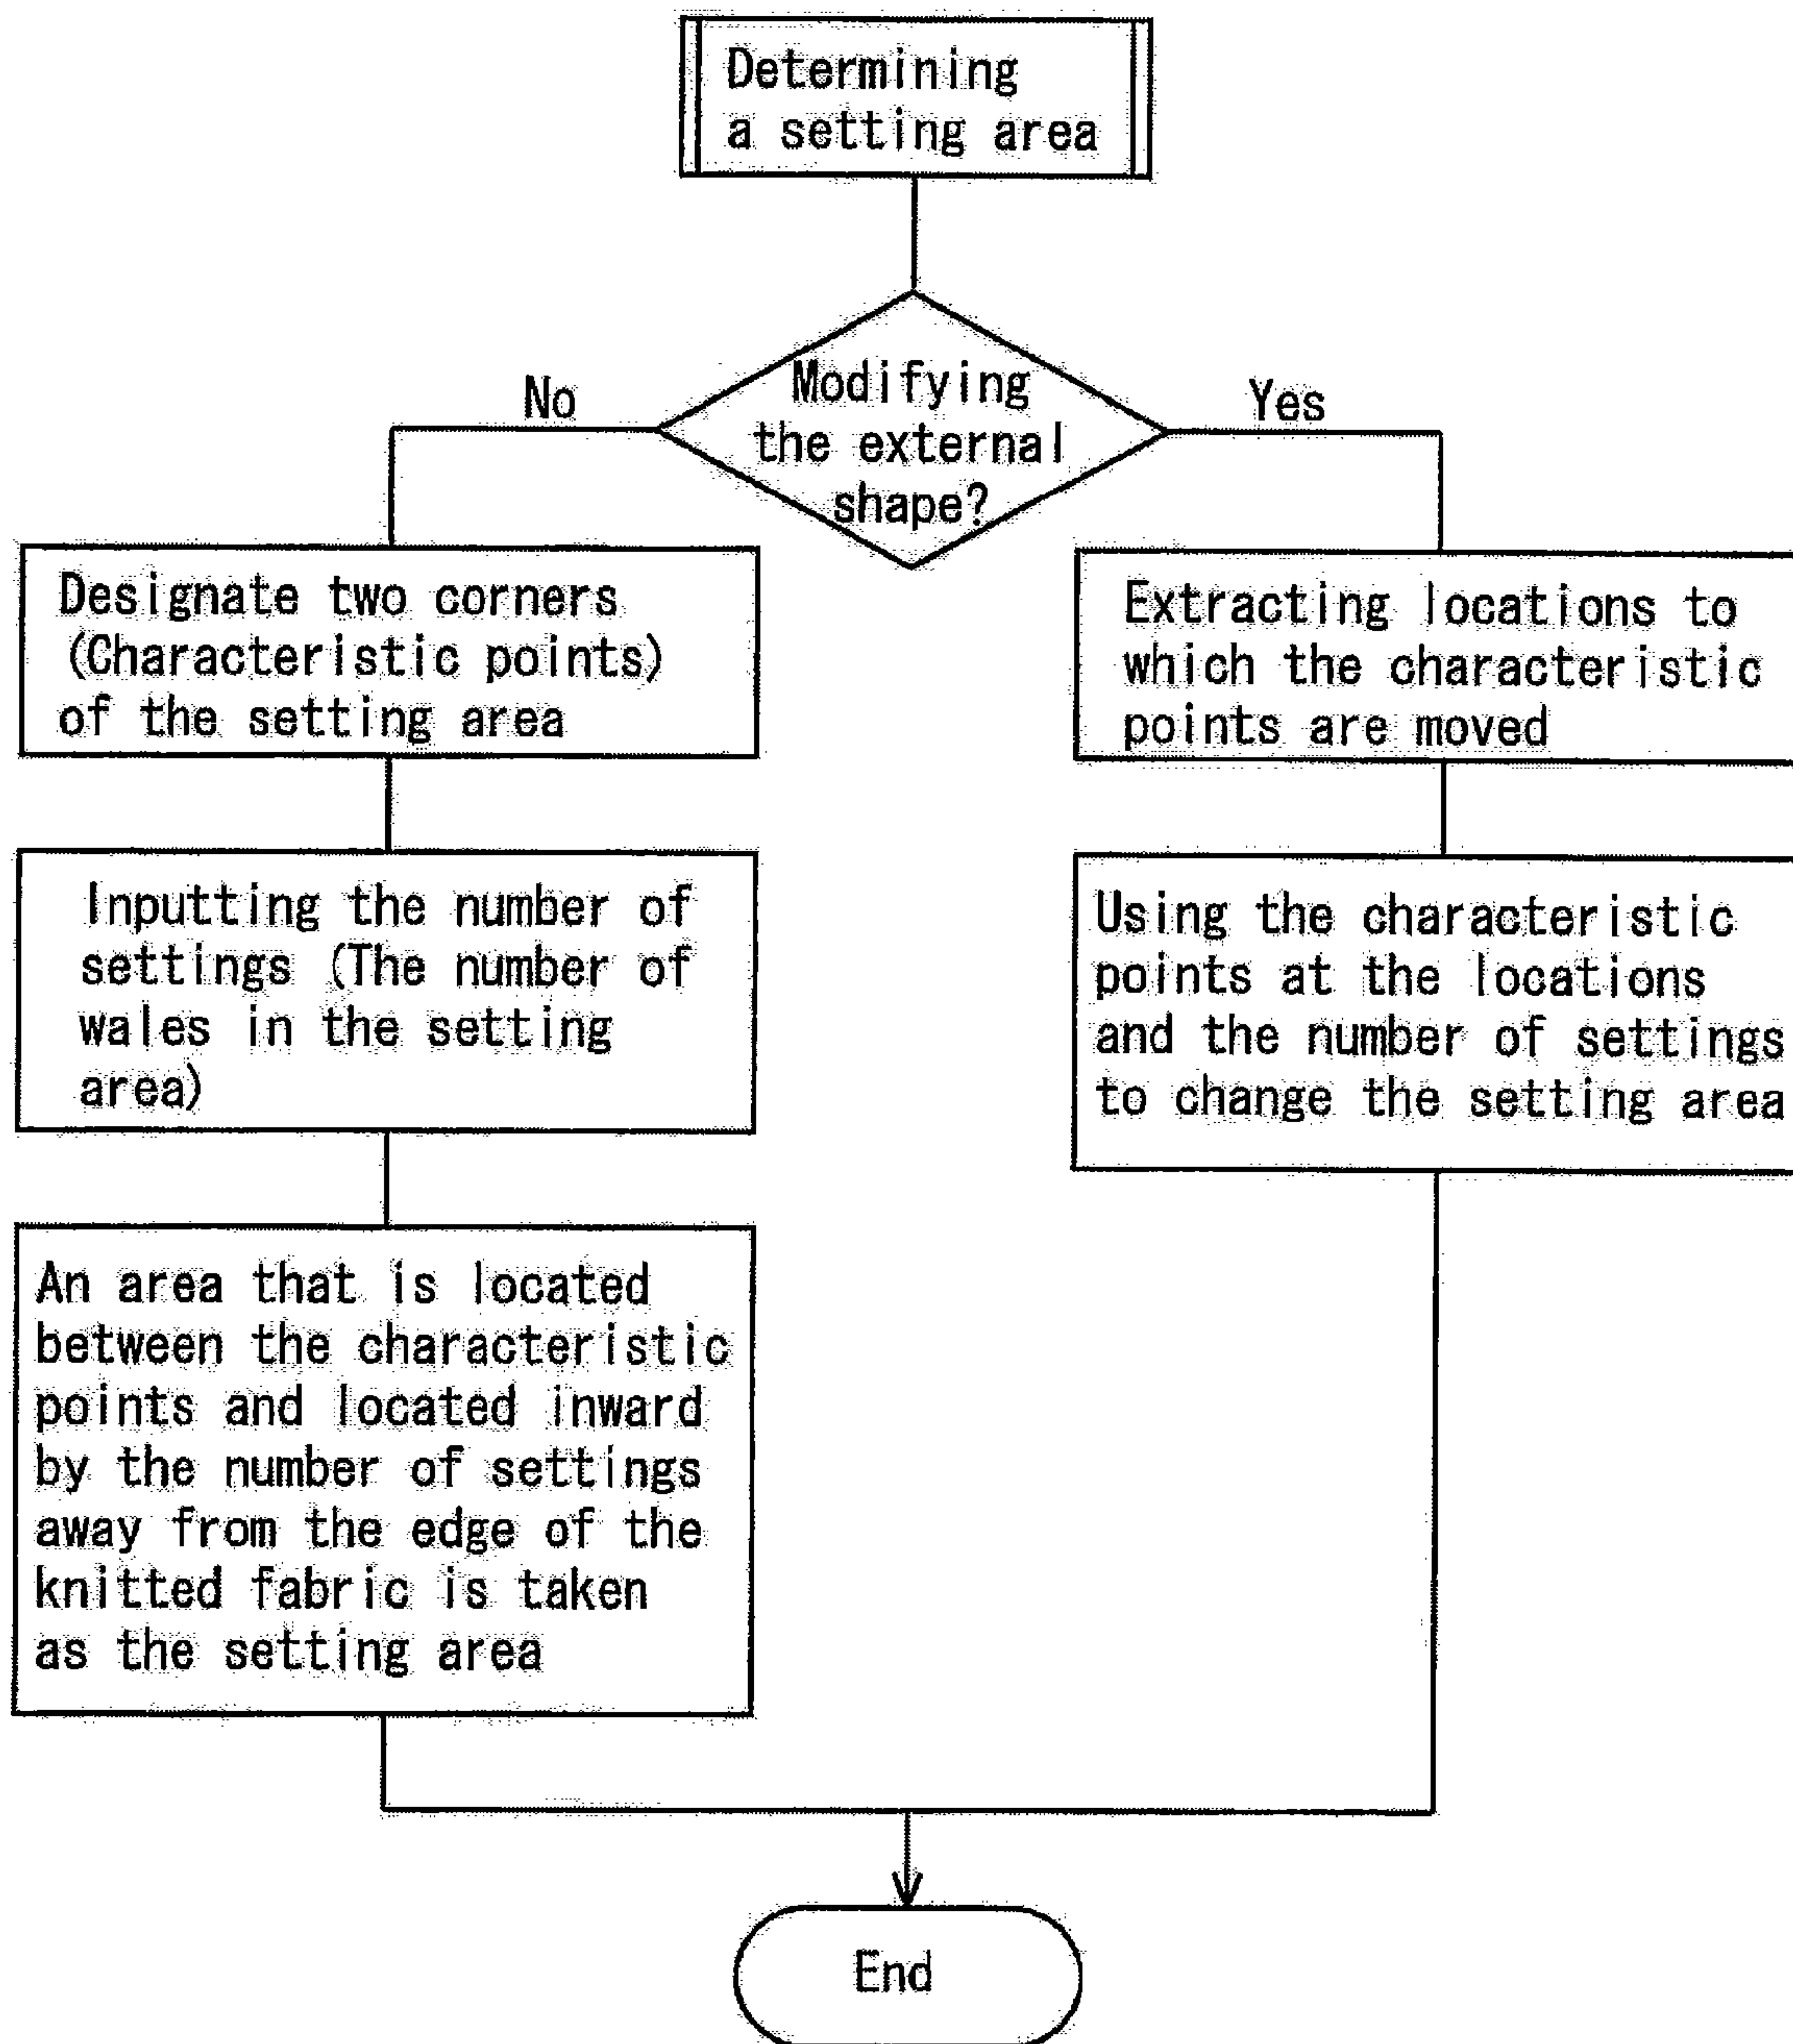 Determining
a setting area
Modifying
the external
shape?
No
Yes
Designate two corners
(Characteristic points)
of the setting area
Inputting the number of
settings (The number of
wales in the setting
area)
An area that is located
between the characteristic
points and located inward
by the number of settings
away from the edge of the
knitted fabric is taken
as the setting area
Extracting locations to
which the characteristic
points are moved
Using the characteristic
points at the locations
and the number of settings
to change the setting area
End